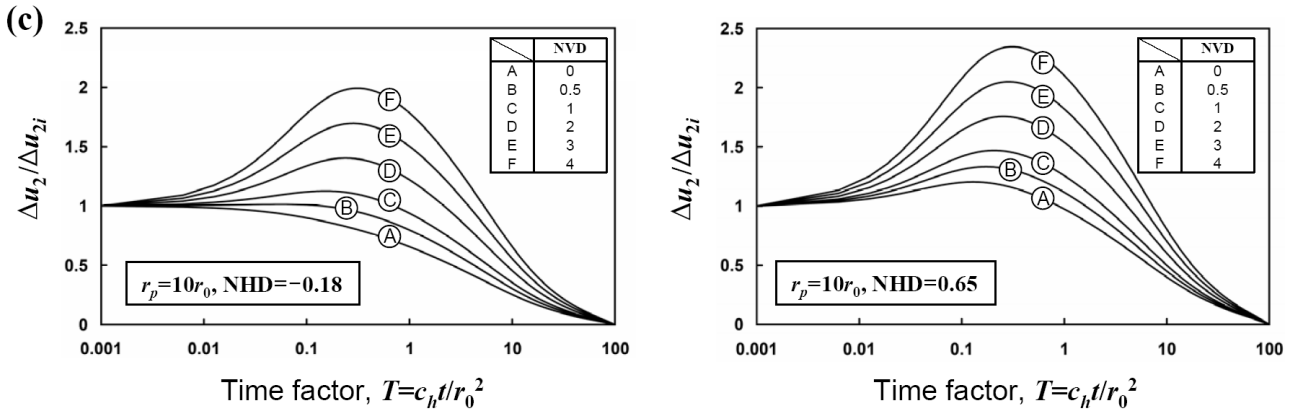 (c)
Δu₂/Δu₂ᵢ
2.5
2
1.5
1
0.5
0
0.001
0.01
0.1
1
10
100
Time factor, T=cₕt/r₀²
NVD
A 0
B 0.5
C 1
D 2
E 3
F 4
F
E
D
C
B
A
rₚ=10r₀, NHD=−0.18
Δu₂/Δu₂ᵢ
2.5
2
1.5
1
0.5
0
0.001
0.01
0.1
1
10
100
Time factor, T=cₕt/r₀²
NVD
A 0
B 0.5
C 1
D 2
E 3
F 4
F
E
D
C
B
A
rₚ=10r₀, NHD=0.65